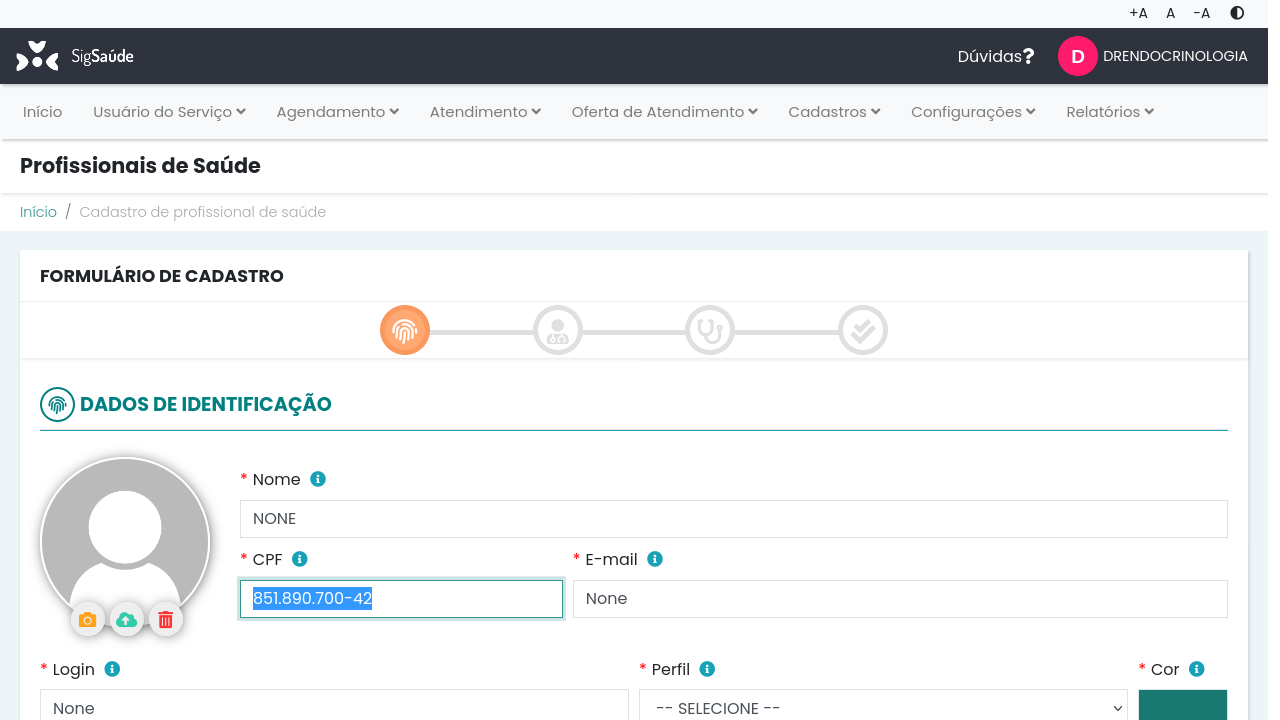 +A A -A
SigSaúde Dúvidas? D DRENDOCRINOLOGIA
Início Usuário do Serviço Agendamento Atendimento Oferta de Atendimento Cadastros Configurações Relatórios
Profissionais de Saúde
Início / Cadastro de profissional de saúde
FORMULÁRIO DE CADASTRO
DADOS DE IDENTIFICAÇÃO
* Nome
NONE
* CPF * E-mail
851.890.700-42 None
* Login * Perfil * Cor
None -- SELECIONE --